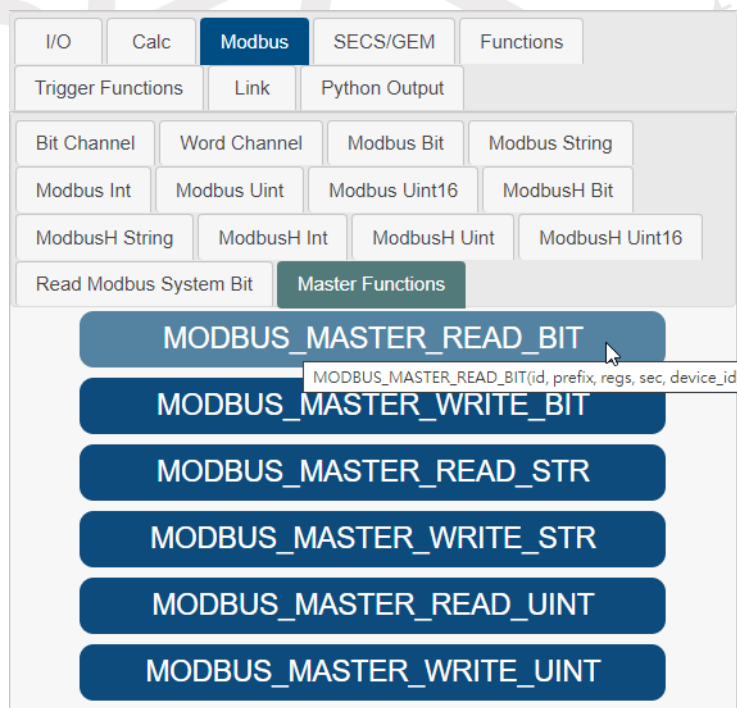 I/O Calc Modbus SECS/GEM Functions
Trigger Functions Link Python Output
Bit Channel Word Channel Modbus Bit Modbus String
Modbus Int Modbus Uint Modbus Uint16 ModbusH Bit
ModbusH String ModbusH Int ModbusH Uint ModbusH Uint16
Read Modbus System Bit Master Functions
MODBUS_MASTER_READ_BIT
MODBUS_MASTER_READ_BIT(id, prefix, regs, sec, device_id
MODBUS_MASTER_WRITE_BIT
MODBUS_MASTER_READ_STR
MODBUS_MASTER_WRITE_STR
MODBUS_MASTER_READ_UINT
MODBUS_MASTER_WRITE_UINT